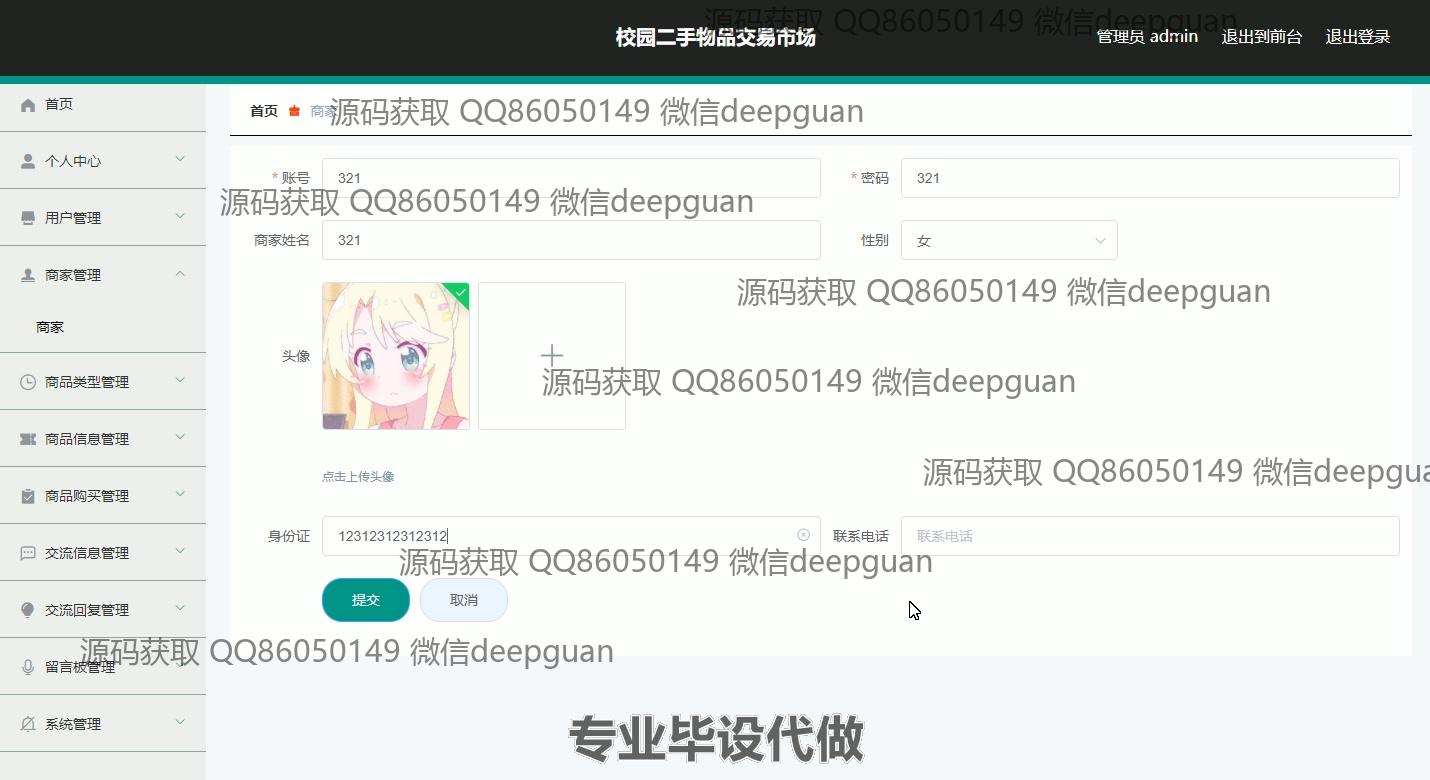 源码获取 QQ86050149 微信deepguan
校园二手物品交易市场
管理员 admin 退出到前台 退出登录
首页
首页 商家
源码获取 QQ86050149 微信deepguan
个人中心
* 账号 321 * 密码 321
源码获取 QQ86050149 微信deepguan
用户管理
商家姓名 321 性别 女
商家管理
源码获取 QQ86050149 微信deepguan
商家
头像
商品类型管理
源码获取 QQ86050149 微信deepguan
商品信息管理
源码获取 QQ86050149 微信deepgua
点击上传头像
商品购买管理
身份证 12312312312312 联系电话 联系电话
交流信息管理
源码获取 QQ86050149 微信deepguan
提交 取消
交流回复管理
源码获取 QQ86050149 微信deepguan
留言板管理
系统管理
专业毕设代做